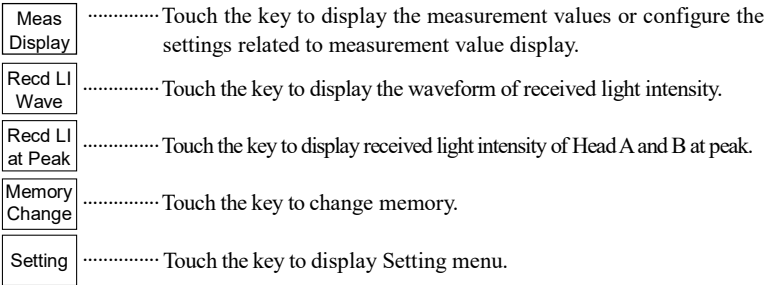 Meas
Display
··············· Touch the key to display the measurement values or configure the
settings related to measurement value display.
Recd LI
Wave
··············· Touch the key to display the waveform of received light intensity.
Recd LI
at Peak
··············· Touch the key to display received light intensity of Head A and B at peak.
Memory
Change
··············· Touch the key to change memory.
Setting ··············· Touch the key to display Setting menu.